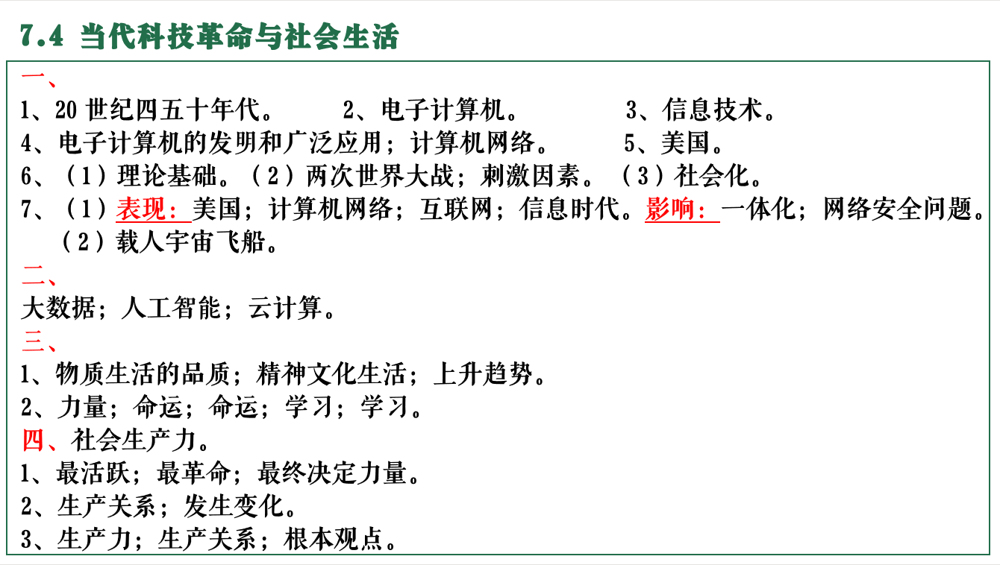 7.4 当代科技革命与社会生活
一、
1、20 世纪四五十年代。 2、电子计算机。 3、信息技术。
4、电子计算机的发明和广泛应用；计算机网络。 5、美国。
6、（1）理论基础。（2）两次世界大战；刺激因素。（3）社会化。
7、（1）表现：美国；计算机网络；互联网；信息时代。影响：一体化；网络安全问题。
（2）载人宇宙飞船。
二、
大数据；人工智能；云计算。
三、
1、物质生活的品质；精神文化生活；上升趋势。
2、力量；命运；命运；学习；学习。
四、社会生产力。
1、最活跃；最革命；最终决定力量。
2、生产关系；发生变化。
3、生产力；生产关系；根本观点。